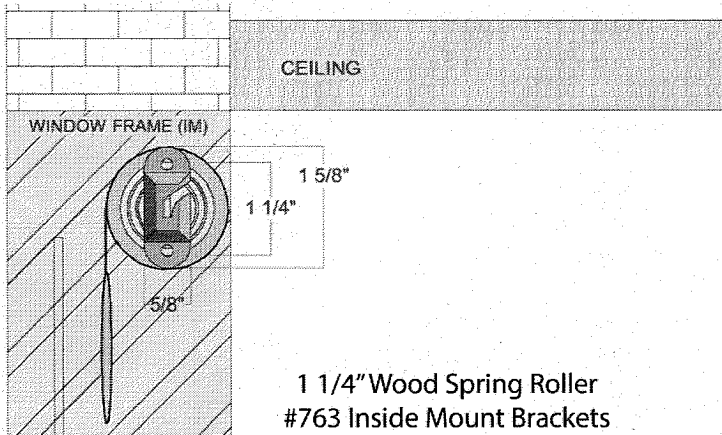 CEILING
WINDOW FRAME (IM)
1 5/8"
1 1/4"
5/8"
1 1/4" Wood Spring Roller
#763 Inside Mount Brackets